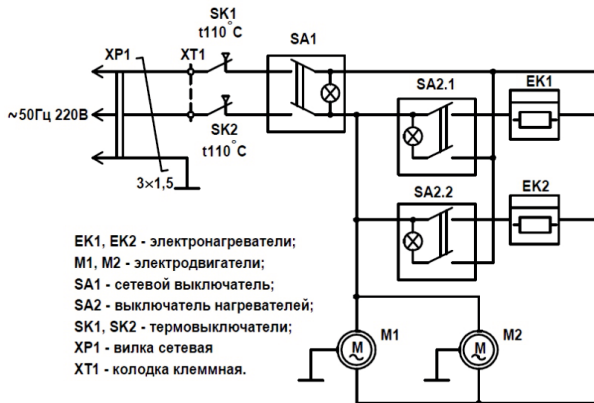 SK1
t110°C
SA1
XP1
XT1
SA2.1
EK1
~50Гц 220В
SK2
t110°C
3×1,5
SA2.2
EK2
EK1, EK2 - электронагреватели;
M1, M2 - электродвигатели;
SA1 - сетевой выключатель;
SA2 - выключатель нагревателей;
SK1, SK2 - термовыключатели;
XP1 - вилка сетевая
XT1 - колодка клеммная.
M
~
M1
M
~
M2